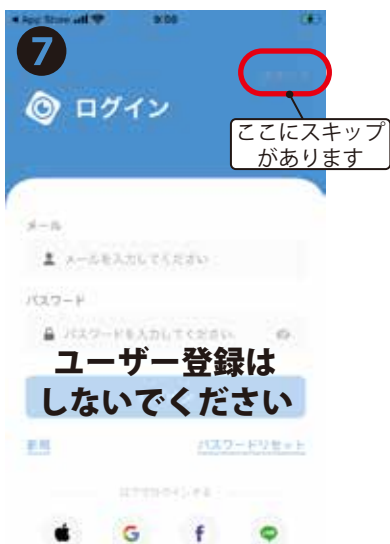 App Store 9:00
7
ログイン
ここにスキップ
があります
メール
メールを入力してください
パスワード
パスワードを入力してください
ユーザー登録は
しないでください
新規 パスワードリセット